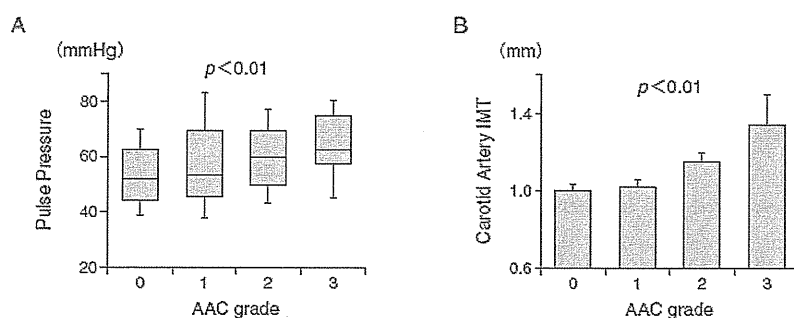 A
(mmHg)
p<0.01
Pulse Pressure
80
60
40
20
0
1
2
3
AAC grade
B
(mm)
p<0.01
Carotid Artery IMT
1.4
1.0
0.6
0
1
2
3
AAC grade